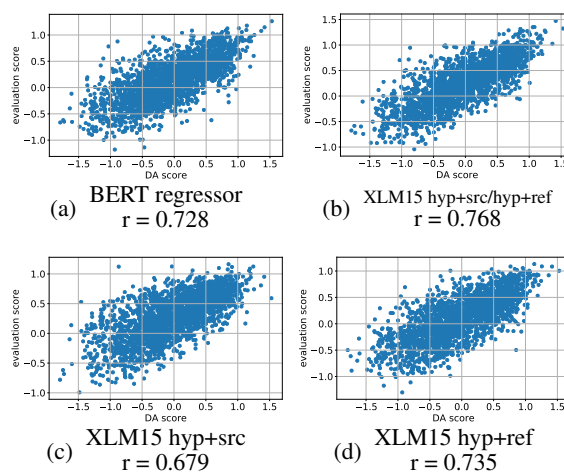 1.0
0.5
0.0
−0.5
−1.0
evaluation score
−1.5 −1.0 −0.5 0.0 0.5 1.0 1.5
DA score
(a) BERT regressor
r = 0.728
1.5
1.0
0.5
0.0
−0.5
−1.0
evaluation score
−1.5 −1.0 −0.5 0.0 0.5 1.0 1.5
DA score
(b) XLM15 hyp+src/hyp+ref
r = 0.768
1.0
0.5
0.0
−0.5
−1.0
evaluation score
−1.5 −1.0 −0.5 0.0 0.5 1.0 1.5
DA score
(c) XLM15 hyp+src
r = 0.679
1.0
0.5
0.0
−0.5
−1.0
evaluation score
−1.5 −1.0 −0.5 0.0 0.5 1.0 1.5
DA score
(d) XLM15 hyp+ref
r = 0.735